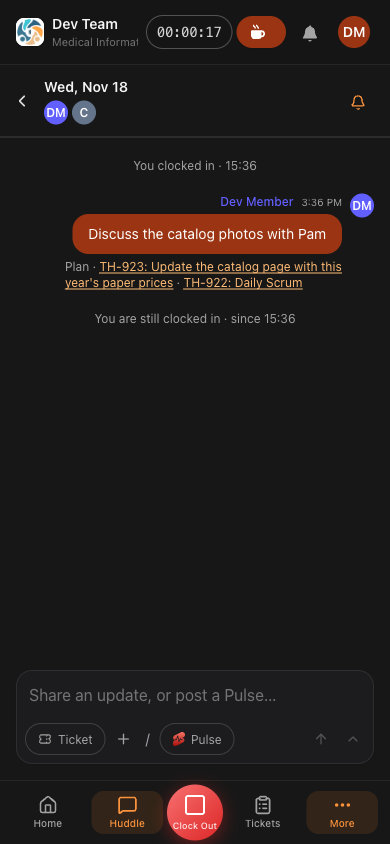 Dev Team
Medical Informat
00:00:17
DM
Wed, Nov 18
DM
C
You clocked in · 15:36
Dev Member 3:36 PM
DM
Discuss the catalog photos with Pam
Plan · TH-923: Update the catalog page with this
year's paper prices · TH-922: Daily Scrum
You are still clocked in · since 15:36
Share an update, or post a Pulse...
Ticket
/
Pulse
Home
Huddle
Clock Out
Tickets
More